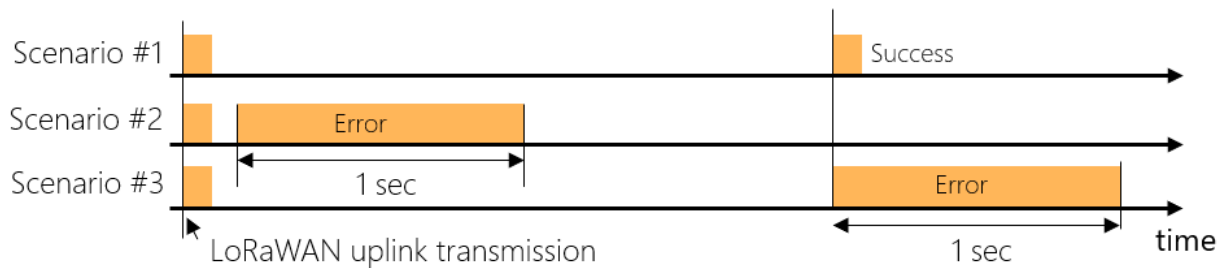 Scenario #1
Success
Scenario #2
Error
1 sec
Scenario #3
Error
LoRaWAN uplink transmission
1 sec
time